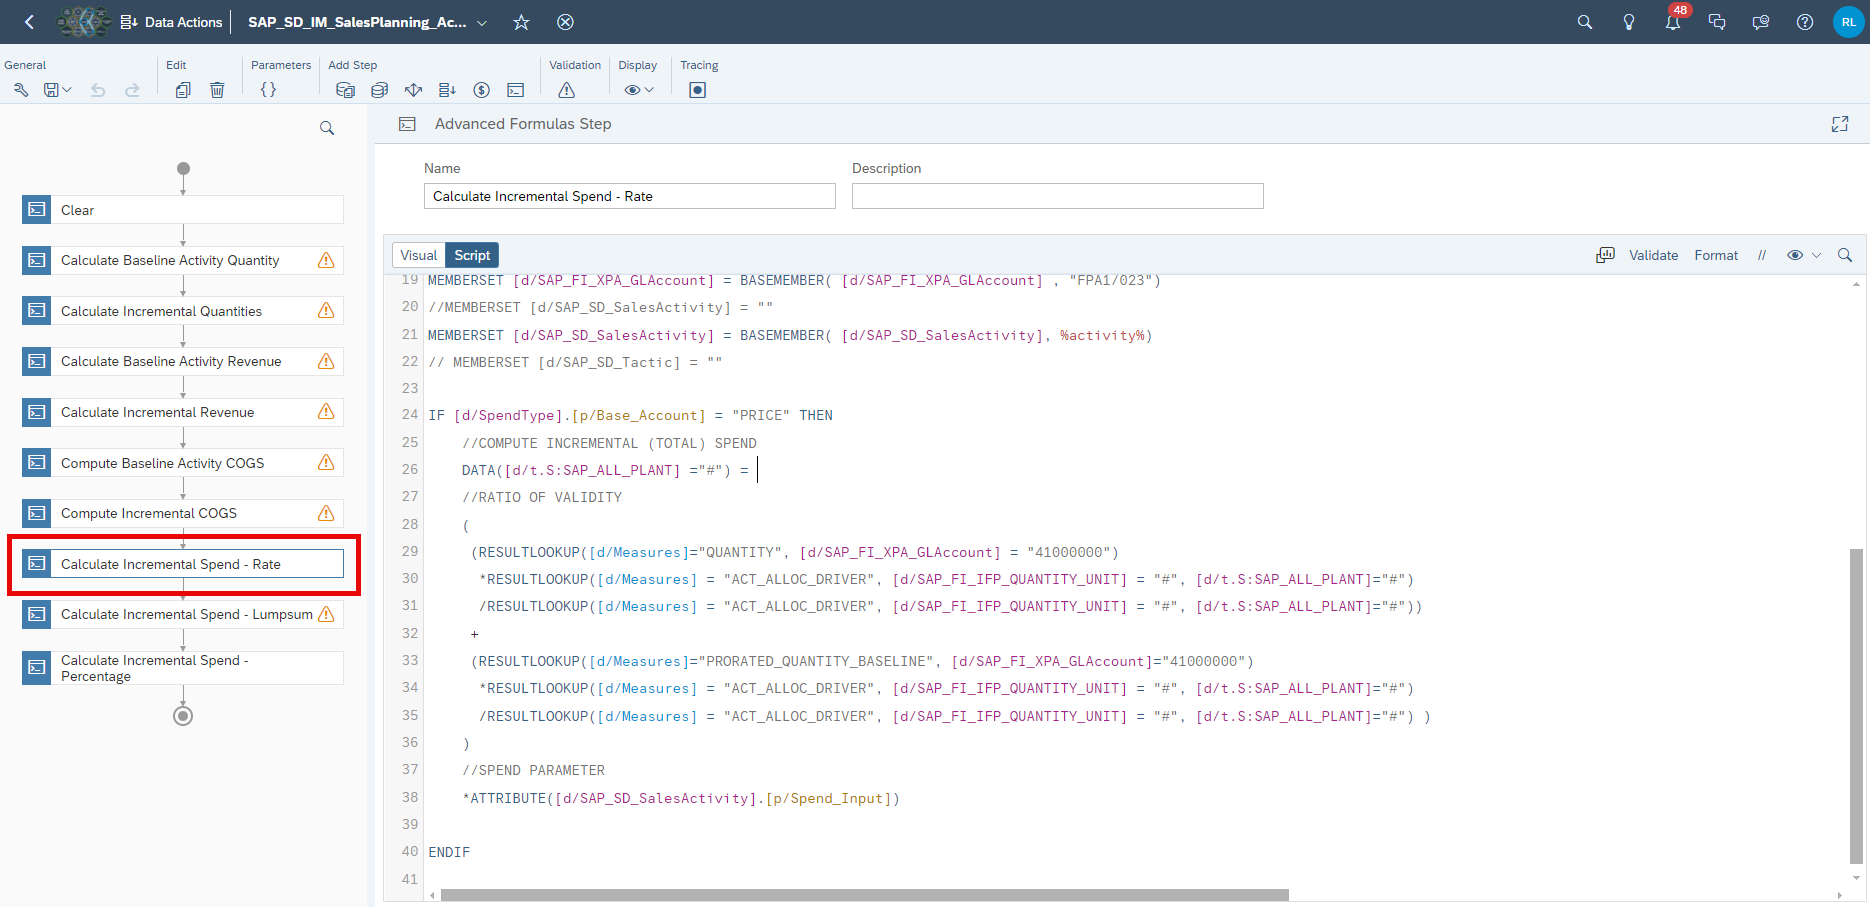 Data Actions
SAP_SD_IM_SalesPlanning_Ac...
48
RL
General
Edit
Parameters
Add Step
Validation
Display
Tracing
Advanced Formulas Step
Name
Description
Calculate Incremental Spend - Rate
Clear
Calculate Baseline Activity Quantity
Calculate Incremental Quantities
Calculate Baseline Activity Revenue
Calculate Incremental Revenue
Compute Baseline Activity COGS
Compute Incremental COGS
Calculate Incremental Spend - Rate
Calculate Incremental Spend - Lumpsum
Calculate Incremental Spend -
Percentage
Visual
Script
Validate
Format
//
19 MEMBERSET [d/SAP_FI_XPA_GLAccount] = BASEMEMBER( [d/SAP_FI_XPA_GLAccount] , "FPA1/023")
20 //MEMBERSET [d/SAP_SD_SalesActivity] = ""
21 MEMBERSET [d/SAP_SD_SalesActivity] = BASEMEMBER( [d/SAP_SD_SalesActivity], %activity%)
22 // MEMBERSET [d/SAP_SD_Tactic] = ""
23
24 IF [d/SpendType].[p/Base_Account] = "PRICE" THEN
25 //COMPUTE INCREMENTAL (TOTAL) SPEND
26 DATA([d/t.S:SAP_ALL_PLANT] ="#") =
27 //RATIO OF VALIDITY
28 (
29 (RESULTLOOKUP([d/Measures]="QUANTITY", [d/SAP_FI_XPA_GLAccount] = "41000000")
30 *RESULTLOOKUP([d/Measures] = "ACT_ALLOC_DRIVER", [d/SAP_FI_IFP_QUANTITY_UNIT] = "#", [d/t.S:SAP_ALL_PLANT]="#")
31 /RESULTLOOKUP([d/Measures] = "ACT_ALLOC_DRIVER", [d/SAP_FI_IFP_QUANTITY_UNIT] = "#", [d/t.S:SAP_ALL_PLANT]="#"))
32 +
33 (RESULTLOOKUP([d/Measures]="PRORATED_QUANTITY_BASELINE", [d/SAP_FI_XPA_GLAccount]="41000000")
34 *RESULTLOOKUP([d/Measures] = "ACT_ALLOC_DRIVER", [d/SAP_FI_IFP_QUANTITY_UNIT] = "#", [d/t.S:SAP_ALL_PLANT]="#")
35 /RESULTLOOKUP([d/Measures] = "ACT_ALLOC_DRIVER", [d/SAP_FI_IFP_QUANTITY_UNIT] = "#", [d/t.S:SAP_ALL_PLANT]="#") )
36 )
37 //SPEND PARAMETER
38 *ATTRIBUTE([d/SAP_SD_SalesActivity].[p/Spend_Input])
39
40 ENDIF
41